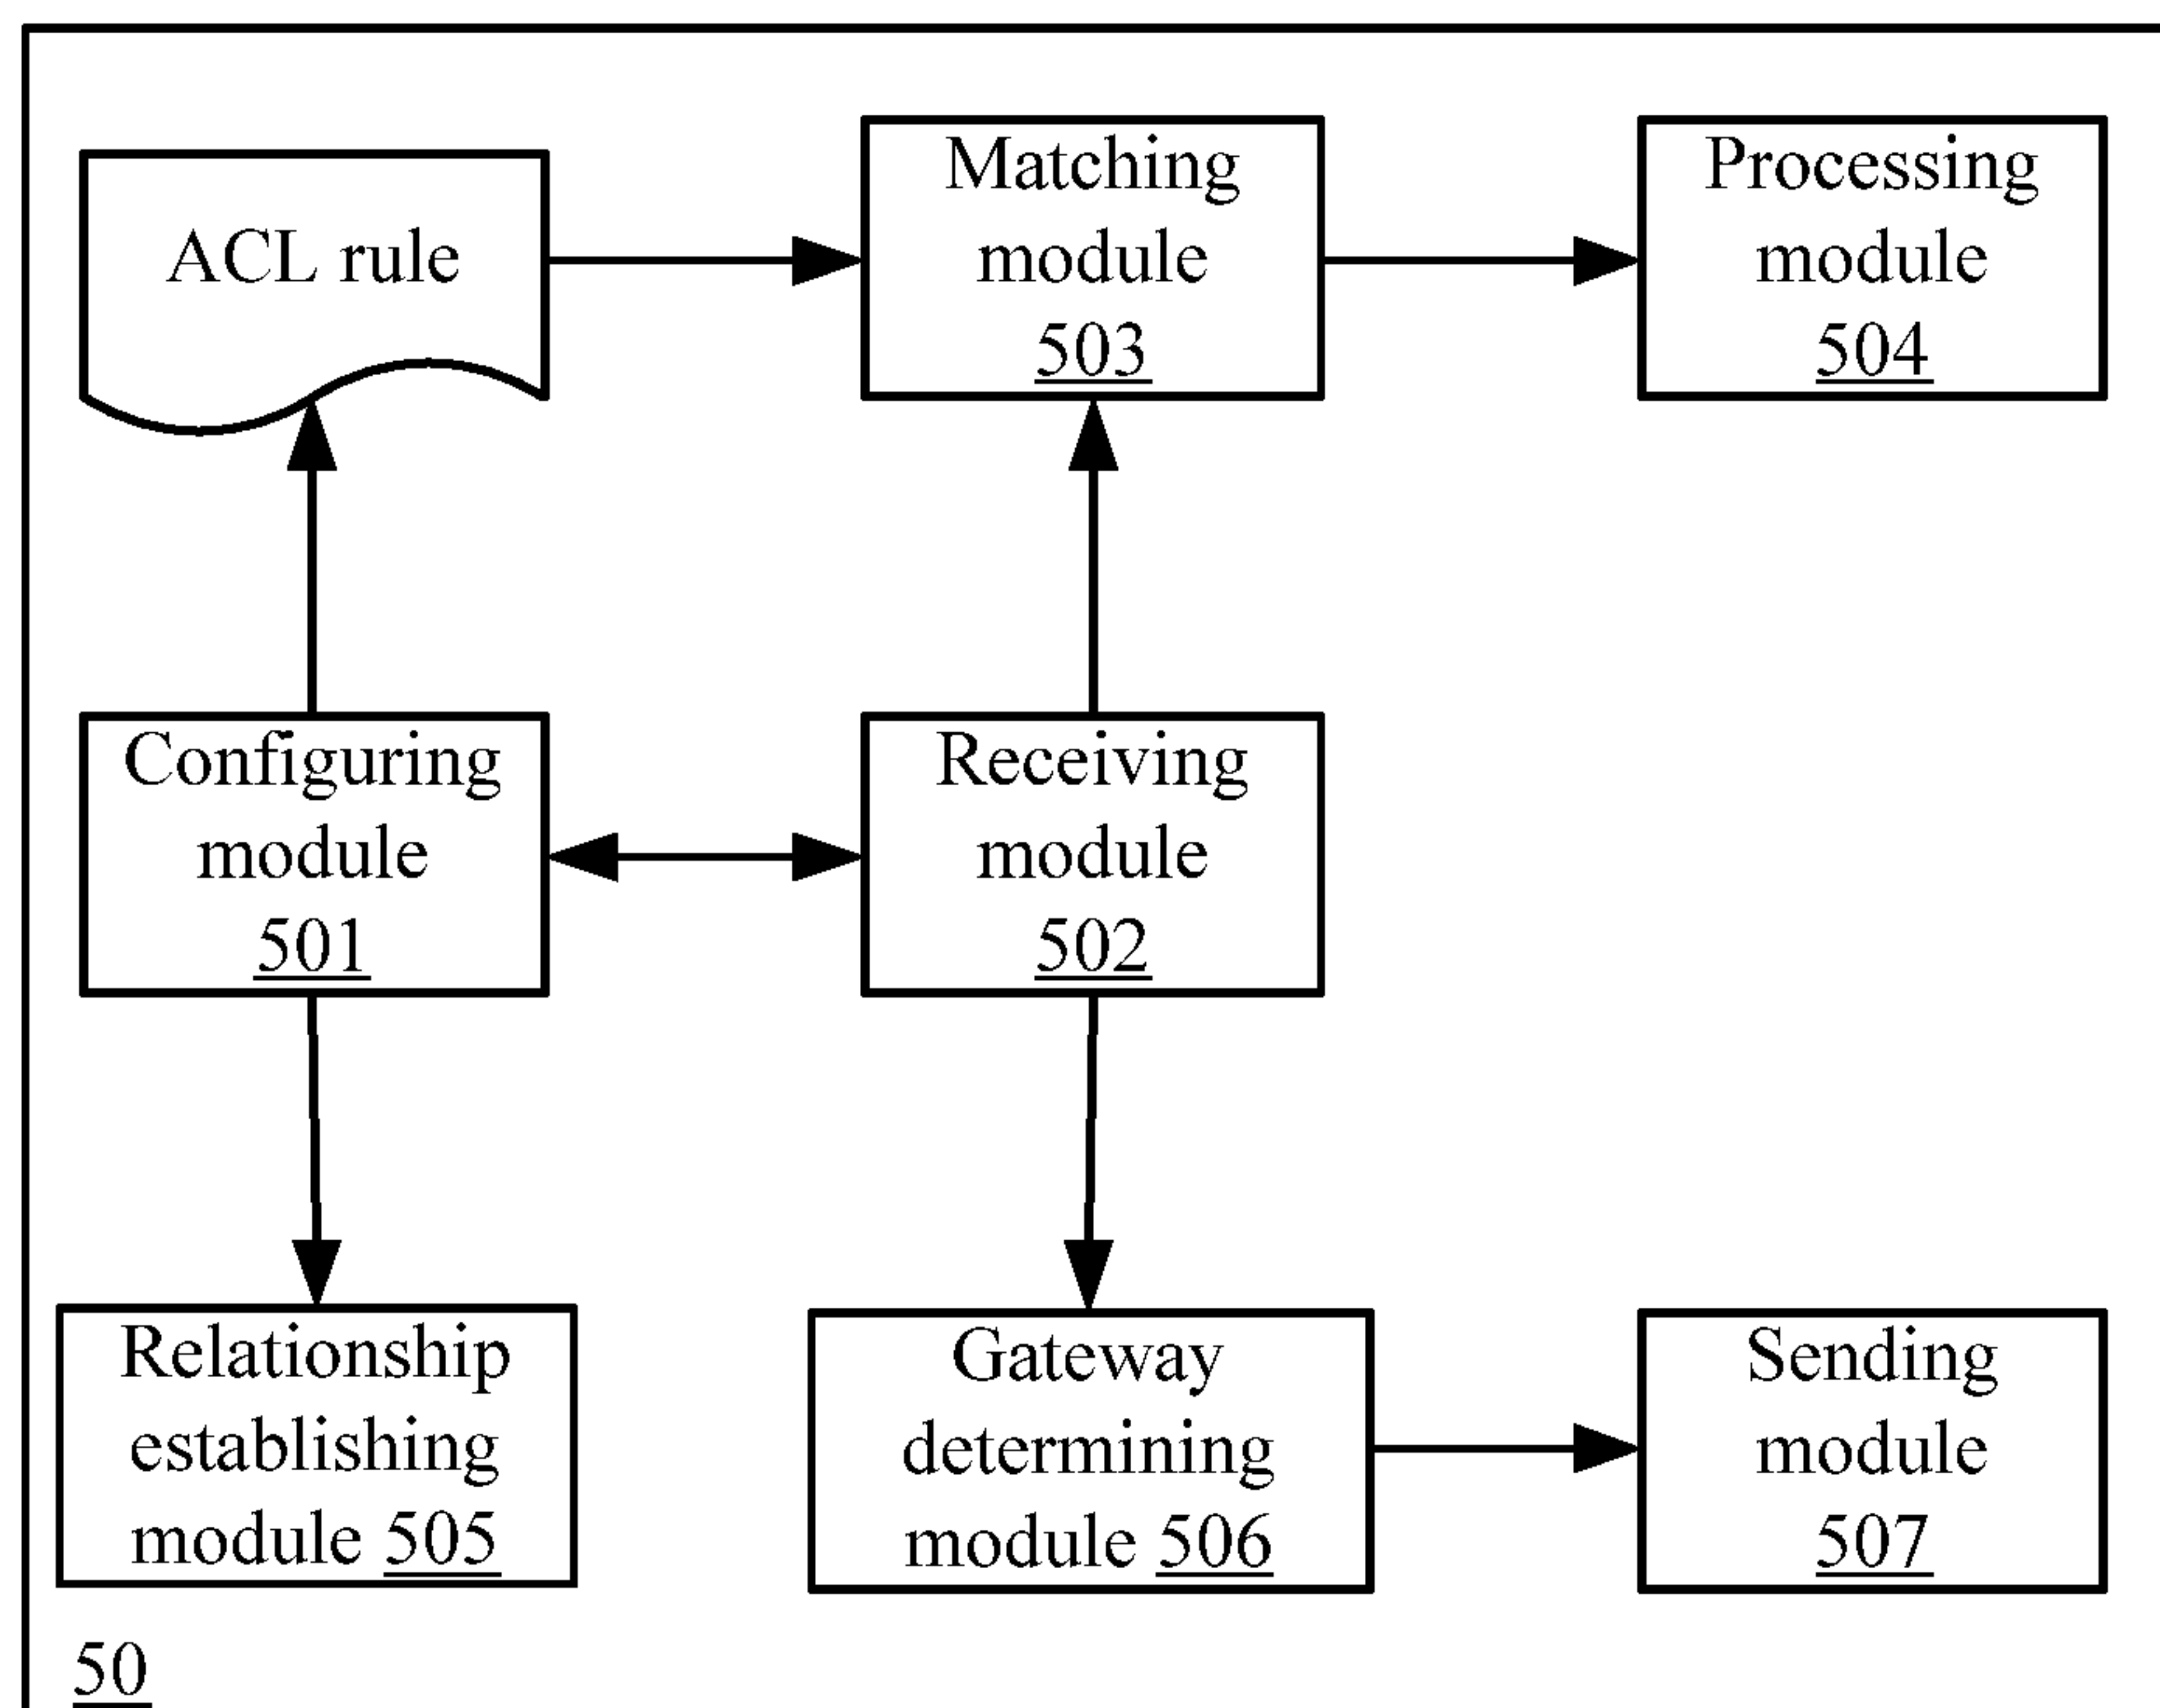 ACL rule
Matching
module
503
Processing
module
504
Configuring
module
501
Receiving
module
502
Relationship
establishing
module 505
Gateway
determining
module 506
Sending
module
507
50